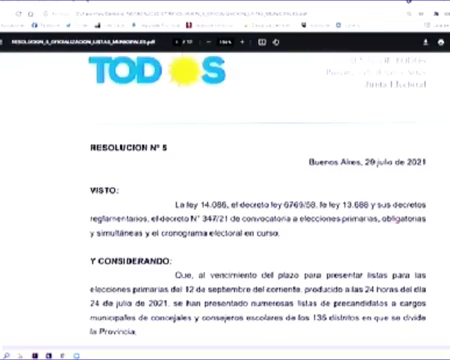 RESOLUCION_5_OFICIALIZACION_LISTAS_MUNICIPALES.pdf
TODOS
Junta Electoral
RESOLUCION Nº 5
Buenos Aires, 29 julio de 2021
VISTO:
La ley 14.086, el decreto ley 6769/58, la ley 13.688 y sus decretos
reglamentarios, el decreto N° 347/21 de convocatoria a elecciones primarias, obligatorias
y simultáneas y el cronograma electoral en curso.
Y CONSIDERANDO:
Que, al vencimiento del plazo para presentar listas para las
elecciones primarias del 12 de septiembre del corriente, producido a las 24 horas del día
24 de julio de 2021, se han presentado numerosas listas de precandidatos a cargos
municipales de concejales y consejeros escolares de los 135 distritos en que se divide
la Provincia.